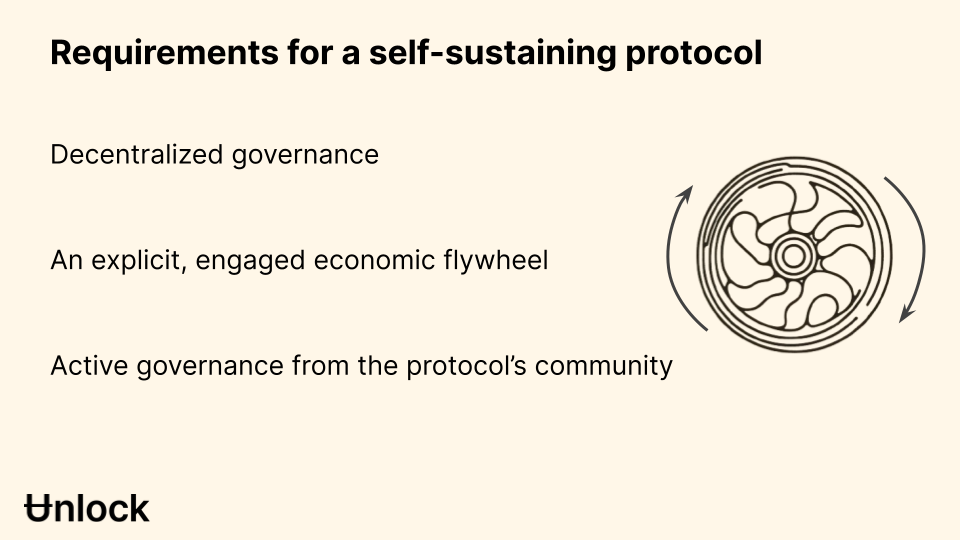 Requirements for a self-sustaining protocol
Decentralized governance
An explicit, engaged economic flywheel
Active governance from the protocol’s community
Unlock